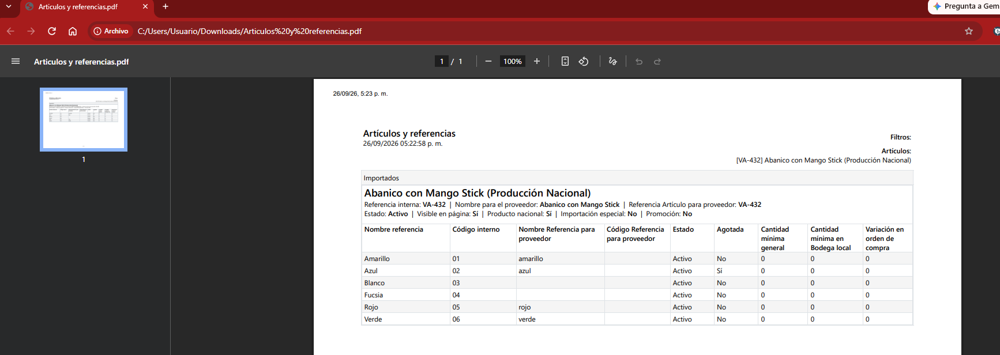 Articulos y referencias.pdf
Pregunta a Gem
Archivo
C:/Users/Usuario/Downloads/Articulos%20y%20referencias.pdf
Articulos y referencias.pdf
1 / 1
100%
1
26/09/26, 5:23 p. m.
Artículos y referencias
26/09/2026 05:22:58 p. m.
Filtros:
Artículos:
[VA-432] Abanico con Mango Stick (Producción Nacional)
Importados
Abanico con Mango Stick (Producción Nacional)
Referencia interna: VA-432 | Nombre para el proveedor: Abanico con Mango Stick | Referencia Artículo para proveedor: VA-432
Estado: Activo | Visible en página: Sí | Producto nacional: Sí | Importación especial: No | Promoción: No
Nombre referencia Código interno Nombre Referencia para proveedor Código Referencia para proveedor Estado Agotada Cantidad mínima general Cantidad mínima en Bodega local Variación en orden de compra
Amarillo 01 amarillo Activo No 0 0 0
Azul 02 azul Activo Sí 0 0 0
Blanco 03 Activo No 0 0 0
Fucsia 04 Activo No 0 0 0
Rojo 05 rojo Activo No 0 0 0
Verde 06 verde Activo No 0 0 0